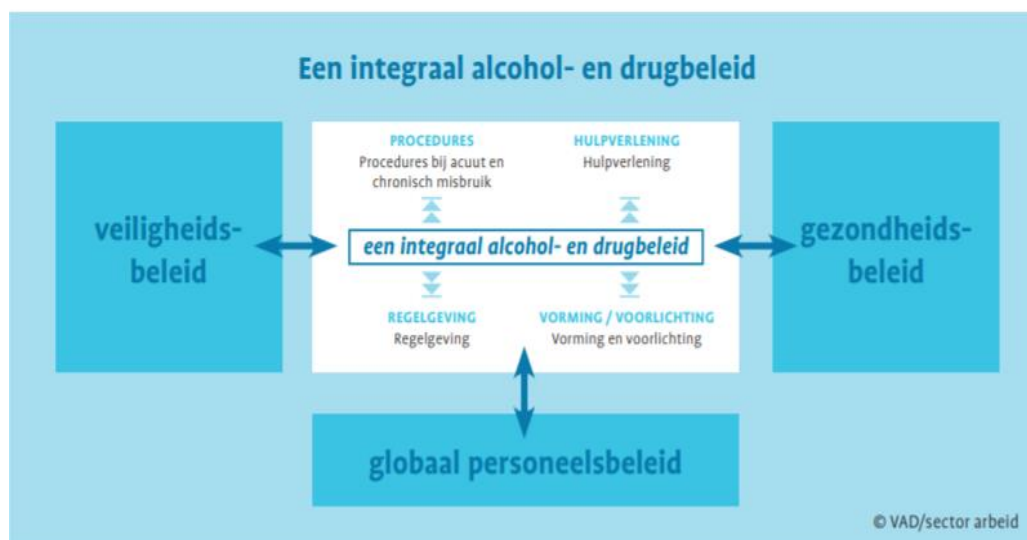 Een integraal alcohol- en drugbeleid
veiligheids-
beleid
PROCEDURES
Procedures bij acuut en
chronisch misbruik
HULPVERLENING
Hulpverlening
een integraal alcohol- en drugbeleid
REGELGEVING
Regelgeving
VORMING / VOORLICHTING
Vorming en voorlichting
gezondheids-
beleid
globaal personeelsbeleid
© VAD/sector arbeid